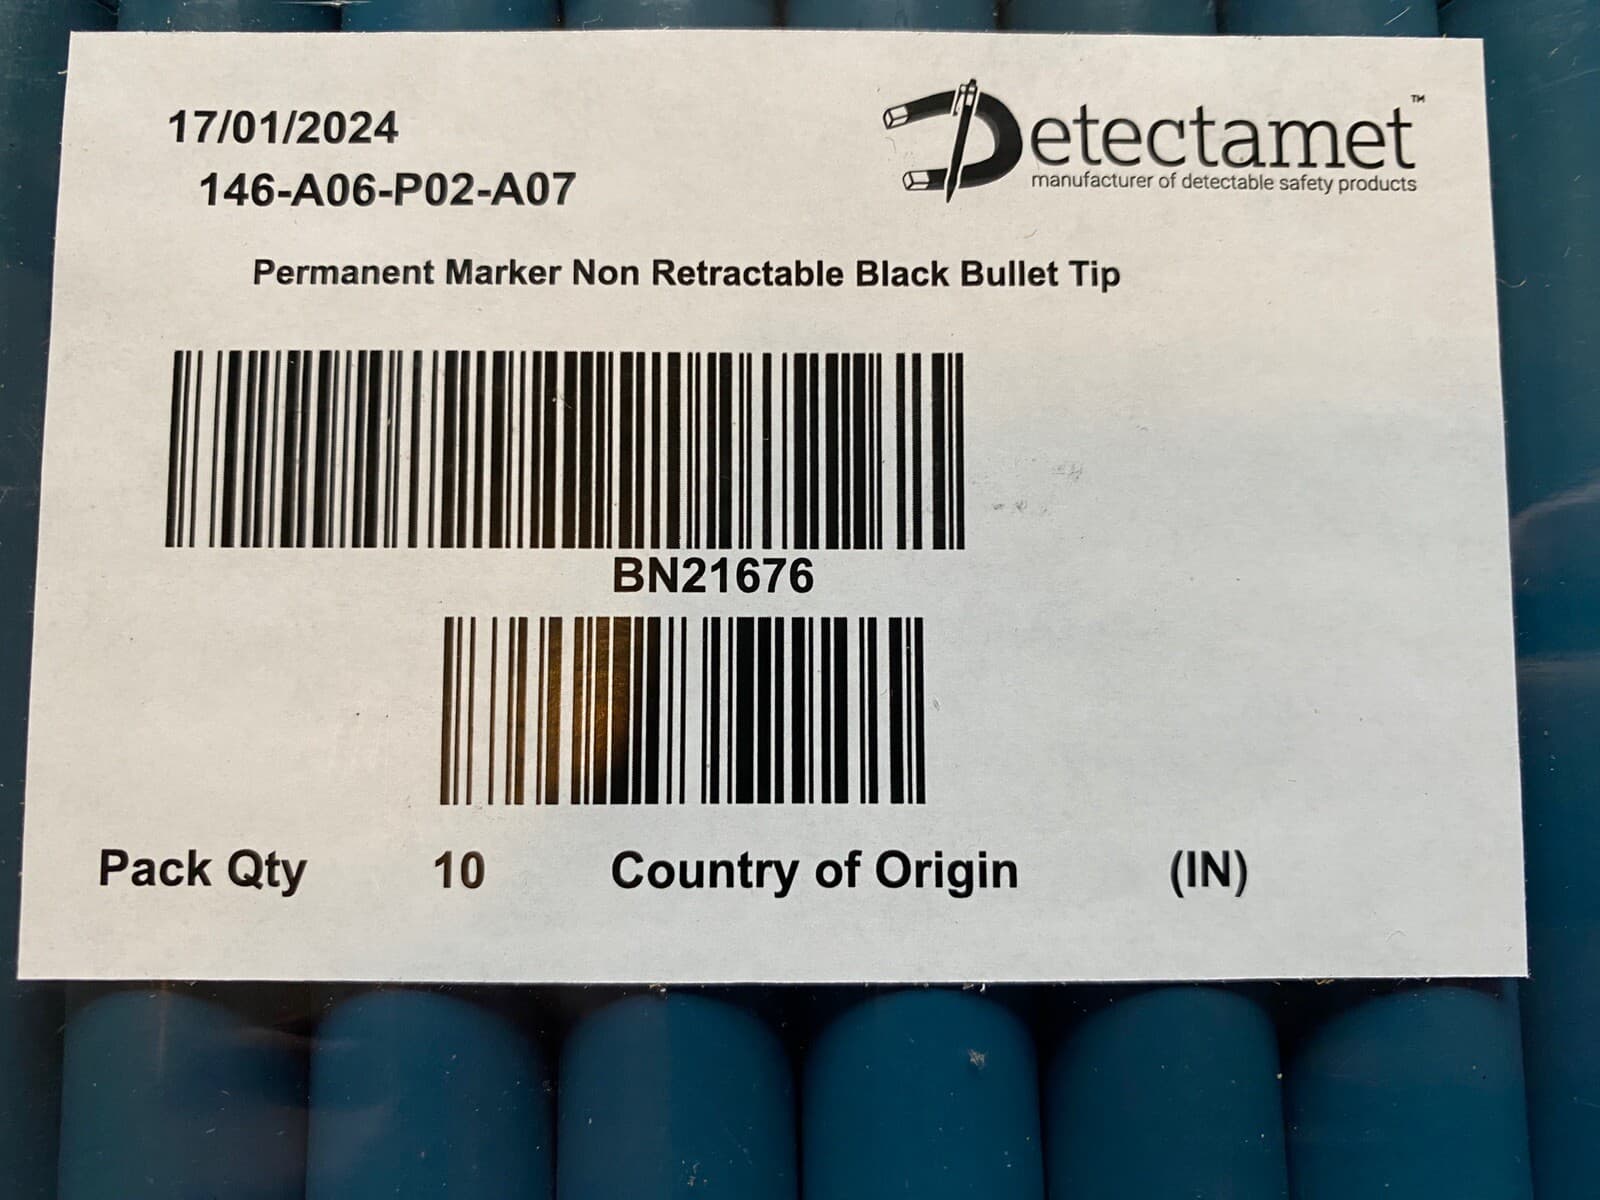 17/01/2024
146-A06-P02-A07
Detectamet™
manufacturer of detectable safety products
Permanent Marker Non Retractable Black Bullet Tip
BN21676
Pack Qty 10 Country of Origin (IN)